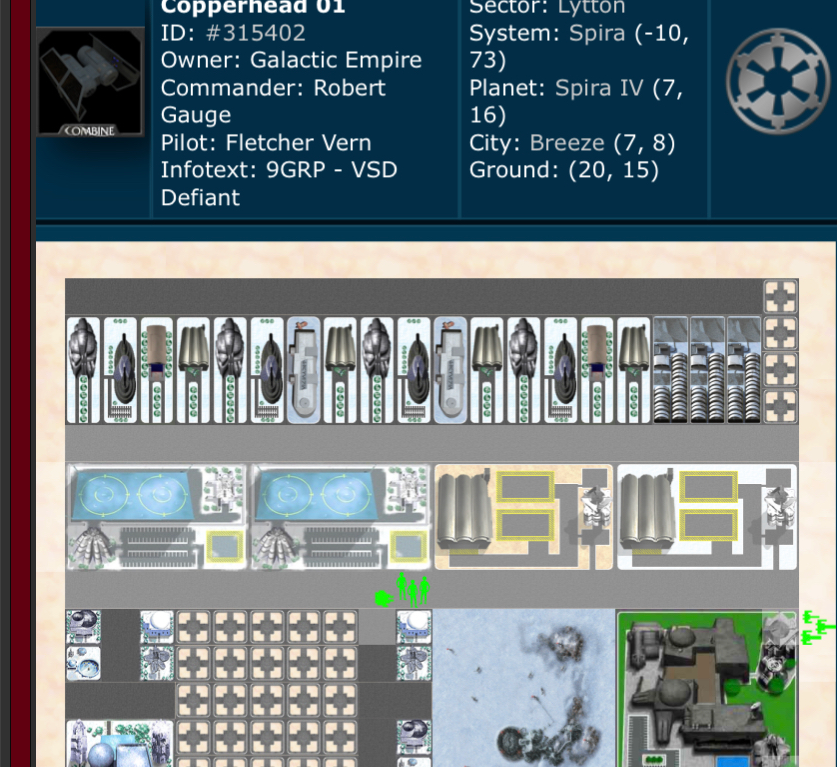 Copperhead 01
ID: #315402
Owner: Galactic Empire
Commander: Robert
Gauge
Pilot: Fletcher Vern
Infotext: 9GRP - VSD
Defiant
COMBINE
Sector: Lytton
System: Spira (-10,
73)
Planet: Spira IV (7,
16)
City: Breeze (7, 8)
Ground: (20, 15)